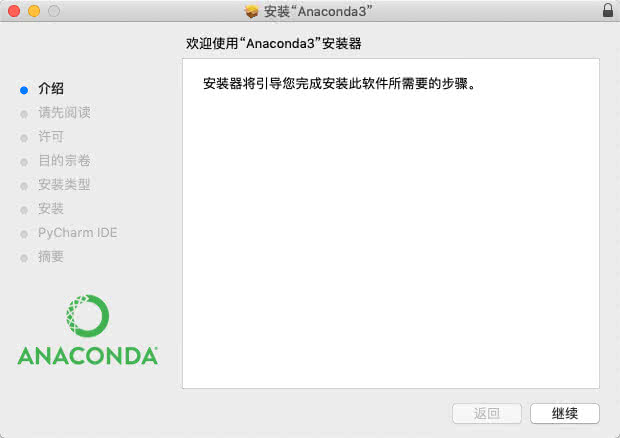 安装“Anaconda3”
欢迎使用“Anaconda3”安装器
介绍
请先阅读
许可
目的宗卷
安装类型
安装
PyCharm IDE
摘要
安装器将引导您完成安装此软件所需要的步骤。
ANACONDA
返回
继续